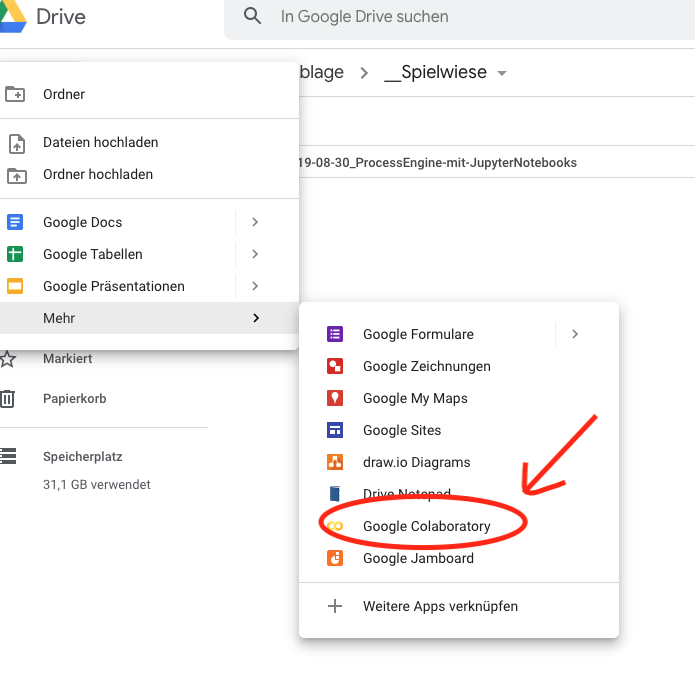 Drive
In Google Drive suchen
blage > __Spielwiese
Ordner
Dateien hochladen
Ordner hochladen
19-08-30_ProcessEngine-mit-JupyterNotebooks
Google Docs
Google Tabellen
Google Präsentationen
Mehr
Markiert
Papierkorb
Speicherplatz
31,1 GB verwendet
Google Formulare
Google Zeichnungen
Google My Maps
Google Sites
draw.io Diagrams
Drive Notepad
Google Colaboratory
Google Jamboard
Weitere Apps verknüpfen